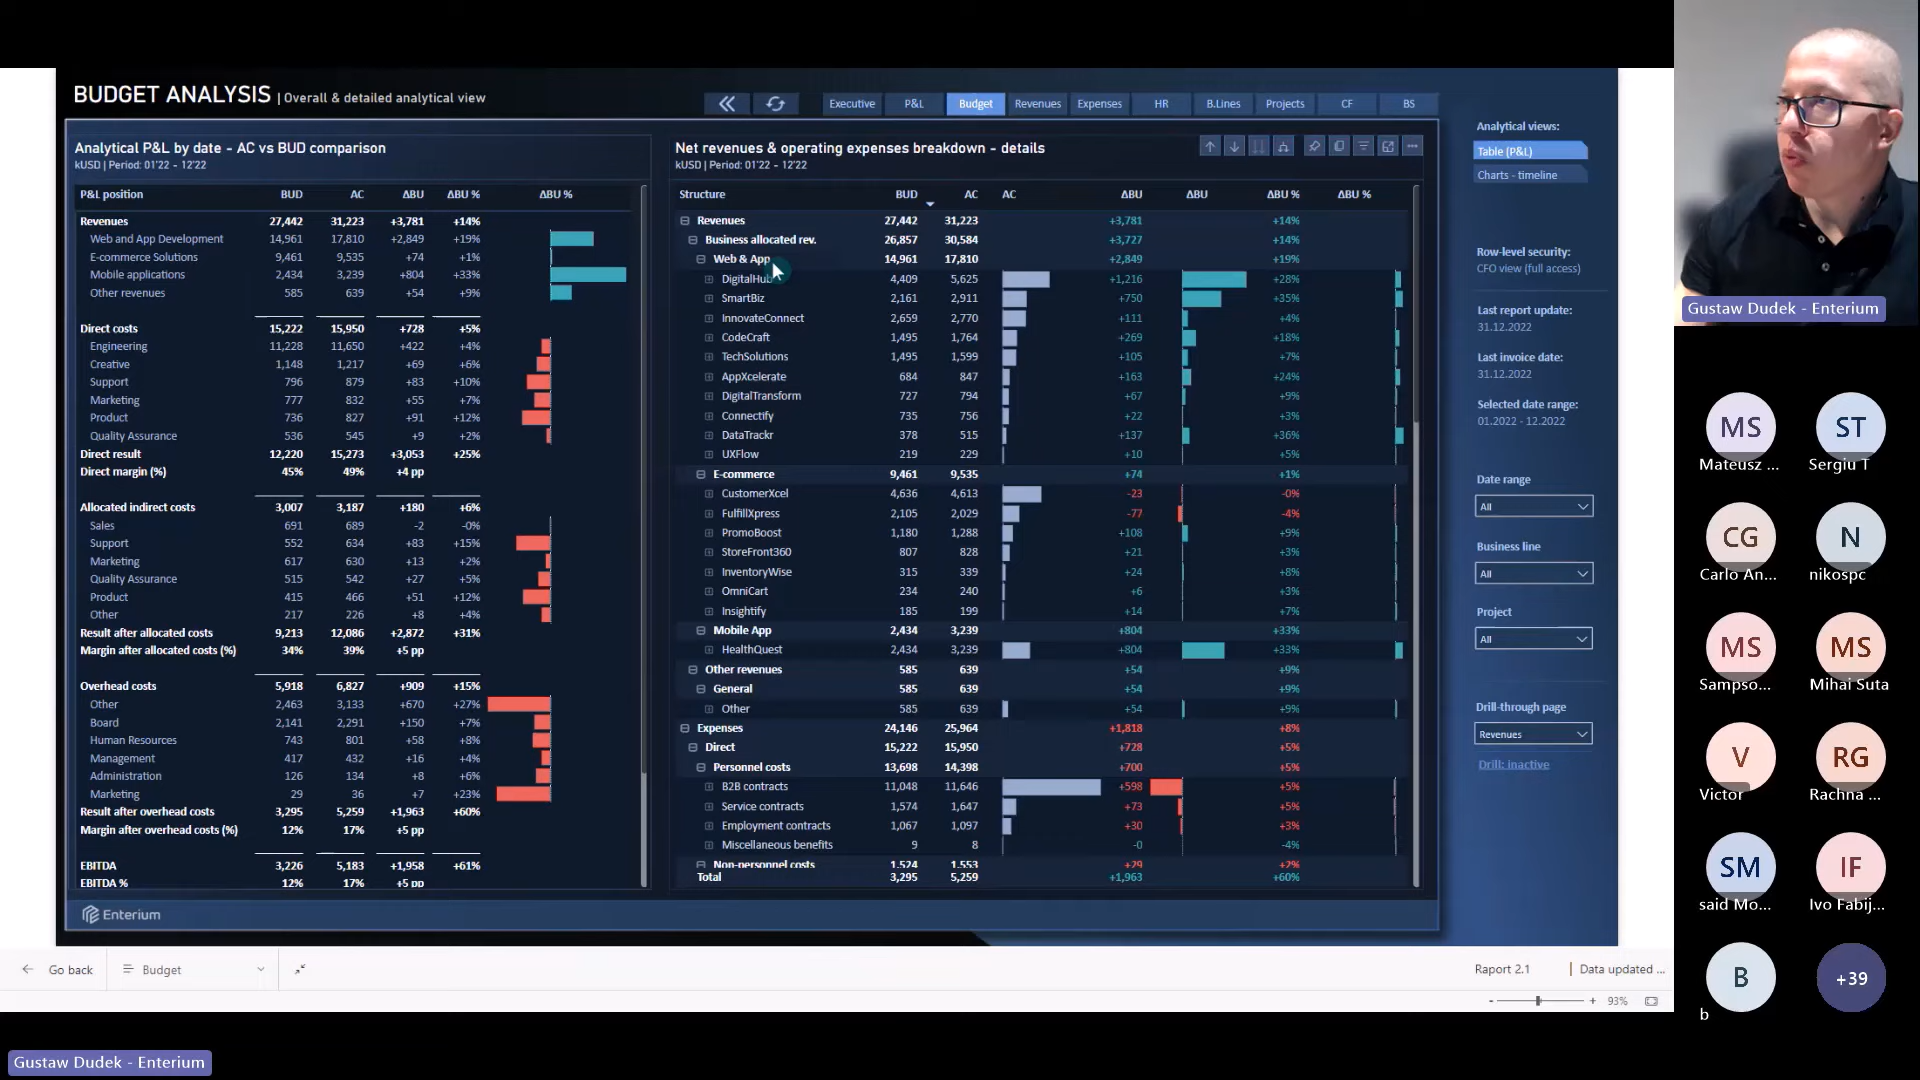 BUDGET ANALYSIS | Overall & detailed analytical view
Executive P&L Budget Revenues Expenses HR B.Lines Projects CF BS
Analytical P&L by date - AC vs BUD comparison
kUSD | Period: 01'22 - 12'22
P&L position BUD AC ΔBU ΔBU % ΔBU %
Revenues 27,442 31,223 +3,781 +14%
Web and App Development 14,961 17,810 +2,849 +19%
E-commerce Solutions 9,461 9,535 +74 +1%
Mobile applications 2,434 3,239 +804 +33%
Other revenues 585 639 +54 +9%
Direct costs 15,222 15,950 +728 +5%
Engineering 11,228 11,650 +422 +4%
Creative 1,148 1,217 +69 +6%
Support 796 879 +83 +10%
Marketing 777 832 +55 +7%
Product 736 827 +91 +12%
Quality Assurance 536 545 +9 +2%
Direct result 12,220 15,273 +3,053 +25%
Direct margin (%) 45% 49% +4 pp
Allocated indirect costs 3,007 3,187 +180 +6%
Sales 691 689 -2 -0%
Support 552 634 +83 +15%
Marketing 617 630 +13 +2%
Quality Assurance 515 542 +27 +5%
Product 415 466 +51 +12%
Other 217 226 +8 +4%
Result after allocated costs 9,213 12,086 +2,872 +31%
Margin after allocated costs (%) 34% 39% +5 pp
Overhead costs 5,918 6,827 +909 +15%
Other 2,463 3,133 +670 +27%
Board 2,141 2,291 +150 +7%
Human Resources 743 801 +58 +8%
Management 417 432 +16 +4%
Administration 126 134 +8 +6%
Marketing 29 36 +7 +23%
Result after overhead costs 3,295 5,259 +1,963 +60%
Margin after overhead costs (%) 12% 17% +5 pp
EBITDA 3,226 5,183 +1,958 +61%
EBITDA % 12% 17% +5 pp
Enterium
Net revenues & operating expenses breakdown - details
kUSD | Period: 01'22 - 12'22
Structure BUD AC AC ΔBU ΔBU ΔBU % ΔBU %
Revenues 27,442 31,223 +3,781 +14%
Business allocated rev. 26,857 30,584 +3,727 +14%
Web & App 14,961 17,810 +2,849 +19%
DigitalHub 4,409 5,625 +1,216 +28%
SmartBiz 2,161 2,911 +750 +35%
InnovateConnect 2,659 2,770 +111 +4%
CodeCraft 1,495 1,764 +269 +18%
TechSolutions 1,495 1,599 +105 +7%
AppXcelerate 684 847 +163 +24%
DigitalTransform 727 794 +67 +9%
Connectify 735 756 +22 +3%
DataTrackr 378 515 +137 +36%
UXFlow 219 229 +10 +5%
E-commerce 9,461 9,535 +74 +1%
CustomerXcel 4,636 4,613 -23 -0%
FulfillXpress 2,105 2,029 -77 -4%
PromoBoost 1,180 1,288 +108 +9%
StoreFront360 807 828 +21 +3%
InventoryWise 315 339 +24 +8%
OmniCart 234 240 +6 +3%
Insightify 185 199 +14 +7%
Mobile App 2,434 3,239 +804 +33%
HealthQuest 2,434 3,239 +804 +33%
Other revenues 585 639 +54 +9%
General 585 639 +54 +9%
Other 585 639 +54 +9%
Expenses 24,146 25,964 +1,818 +8%
Direct 15,222 15,950 +728 +5%
Personnel costs 13,698 14,398 +700 +5%
B2B contracts 11,048 11,646 +598 +5%
Service contracts 1,574 1,647 +73 +5%
Employment contracts 1,067 1,097 +30 +3%
Miscellaneous benefits 9 8 -0 -4%
Non-personnel costs 1,524 1,553 +29 +2%
Total 3,295 5,259 +1,963 +60%
Analytical views:
Table (P&L)
Charts - timeline
Row-level security:
CFO view (full access)
Last report update:
31.12.2022
Last invoice date:
31.12.2022
Selected date range:
01.2022 - 12.2022
Date range
All
Business line
All
Project
All
Drill-through page
Revenues
Drill: inactive
Go back Budget Raport 2.1 | Data updated ...
- + 93%
Gustaw Dudek - Enterium
Gustaw Dudek - Enterium
MS ST
Mateusz ... Sergiu T
CG N
Carlo An... nikospc
MS MS
Sampso... Mihai Suta
V RG
Victor Rachna ...
SM IF
said Mo... Ivo Fabij...
B +39
b